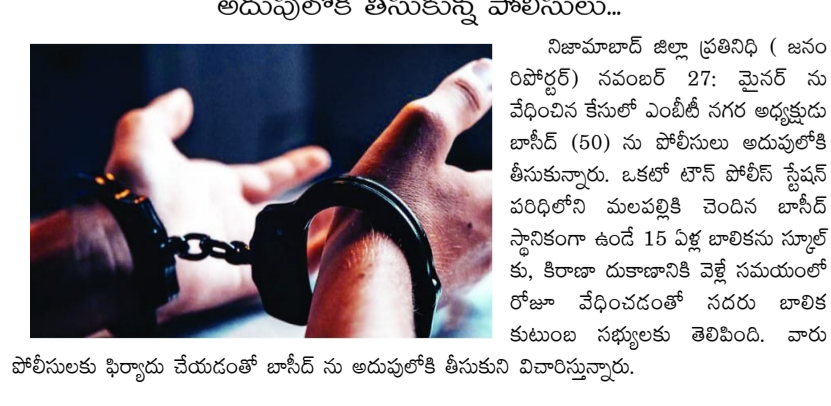 అదుపులోకి తీసుకున్న పోలీసులు...
నిజామాబాద్ జిల్లా ప్రతినిధి ( జనం
రిపోర్టర్) నవంబర్ 27: మైనర్ ను
వేధించిన కేసులో ఎంబీటీ నగర అధ్యక్షుడు
బాసీద్ (50) ను పోలీసులు అదుపులోకి
తీసుకున్నారు. ఒకటో టౌన్ పోలీస్ స్టేషన్
పరిధిలోని మలపల్లికి చెందిన బాసీద్
స్థానికంగా ఉండే 15 ఏళ్ల బాలికను స్కూల్
కు, కిరాణా దుకాణానికి వెళ్లే సమయంలో
రోజూ వేధించడంతో సదరు బాలిక
కుటుంబ సభ్యులకు తెలిపింది. వారు
పోలీసులకు ఫిర్యాదు చేయడంతో బాసీద్ ను అదుపులోకి తీసుకుని విచారిస్తున్నారు.